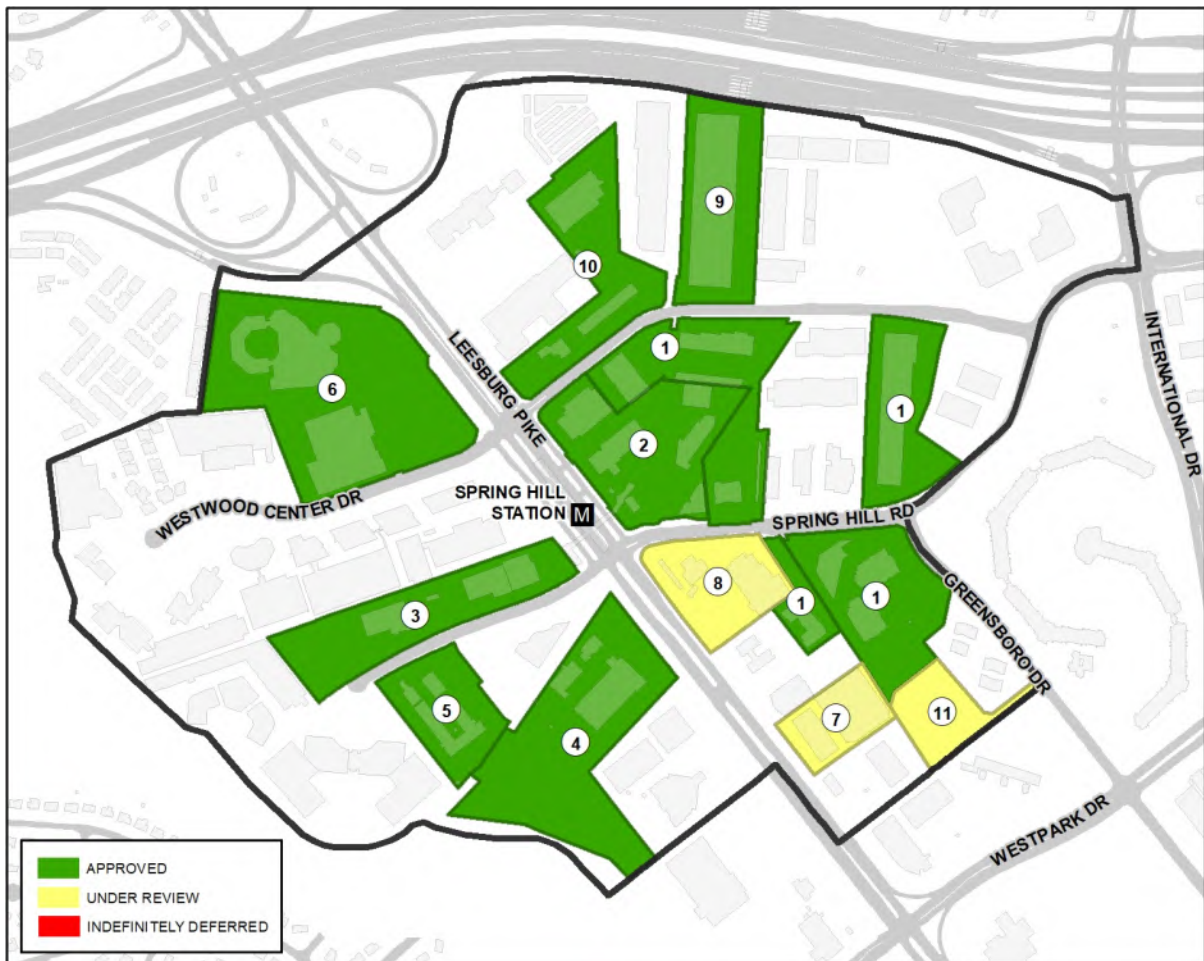 9
10
INTERNATIONAL DR
LEESBURG PIKE
1
6
1
2
SPRING HILL
STATION M
WESTWOOD CENTER DR
SPRING HILL RD
8
1
1
3
GREENSBORO DR
5
7
11
4
WESTPARK DR
APPROVED
UNDER REVIEW
INDEFINITELY DEFERRED